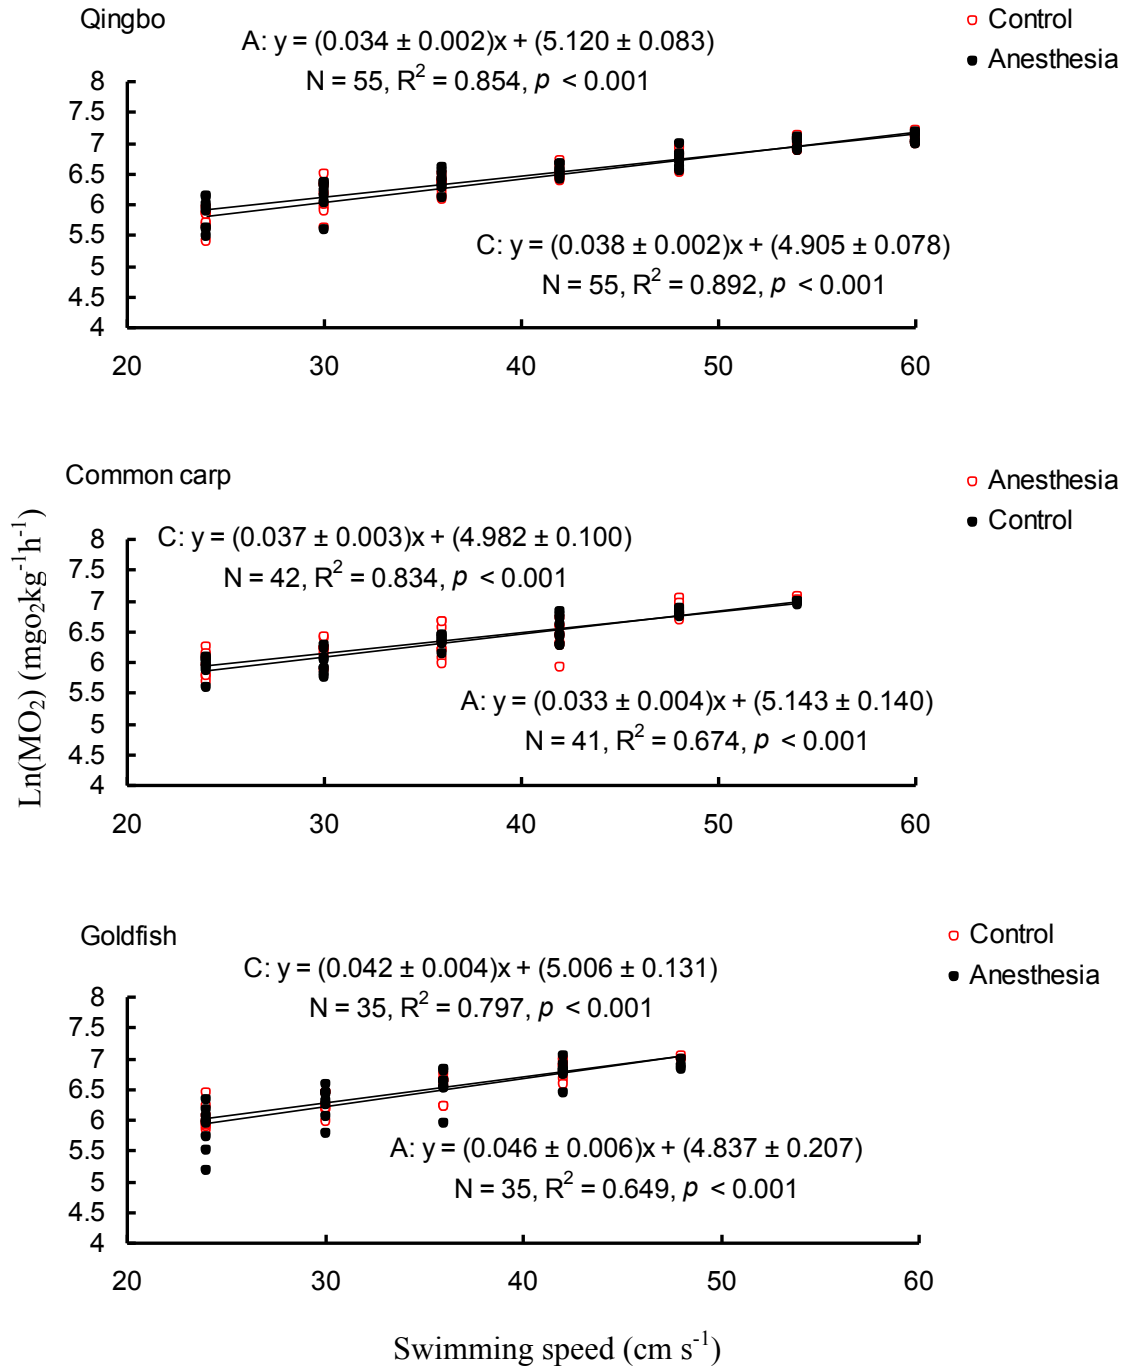 Qingbo
Control
Anesthesia
A: y = (0.034 ± 0.002)x + (5.120 ± 0.083)
N = 55, R² = 0.854, p < 0.001
8
7.5
7
6.5
6
5.5
5
4.5
4
C: y = (0.038 ± 0.002)x + (4.905 ± 0.078)
N = 55, R² = 0.892, p < 0.001
20 30 40 50 60
Common carp
Anesthesia
Control
C: y = (0.037 ± 0.003)x + (4.982 ± 0.100)
N = 42, R² = 0.834, p < 0.001
8
7.5
7
6.5
6
5.5
5
4.5
4
A: y = (0.033 ± 0.004)x + (5.143 ± 0.140)
N = 41, R² = 0.674, p < 0.001
20 30 40 50 60
Ln(MO₂) (mgo₂kg⁻¹h⁻¹)
Goldfish
Control
Anesthesia
C: y = (0.042 ± 0.004)x + (5.006 ± 0.131)
N = 35, R² = 0.797, p < 0.001
8
7.5
7
6.5
6
5.5
5
4.5
4
A: y = (0.046 ± 0.006)x + (4.837 ± 0.207)
N = 35, R² = 0.649, p < 0.001
20 30 40 50 60
Swimming speed (cm s⁻¹)